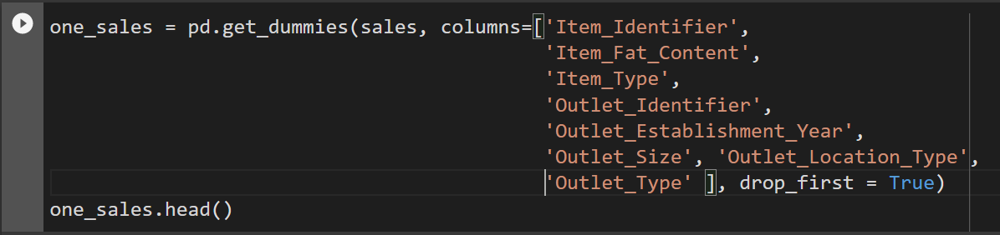 one_sales = pd.get_dummies(sales, columns=['Item_Identifier',
'Item_Fat_Content',
'Item_Type',
'Outlet_Identifier',
'Outlet_Establishment_Year',
'Outlet_Size', 'Outlet_Location_Type',
'Outlet_Type' ], drop_first = True)
one_sales.head()